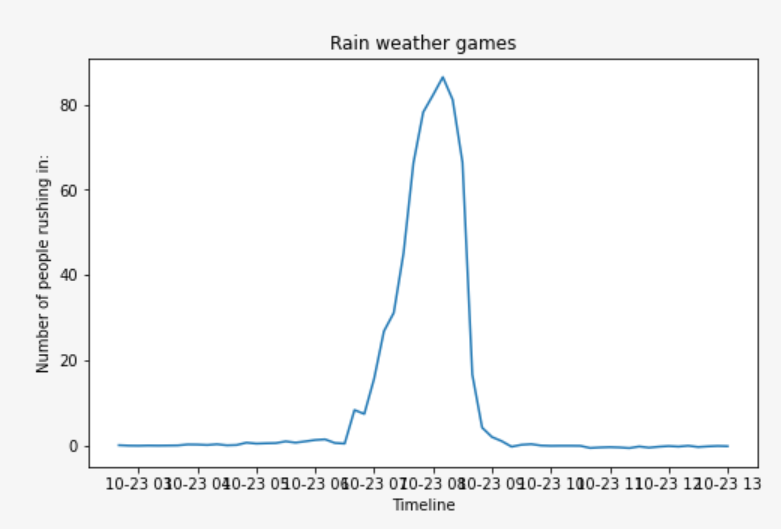 Rain weather games
Number of people rushing in:
80
60
40
20
0
10-23 03 10-23 04 10-23 05 10-23 06 10-23 07 10-23 08 10-23 09 10-23 10 10-23 11 10-23 12 10-23 13
Timeline